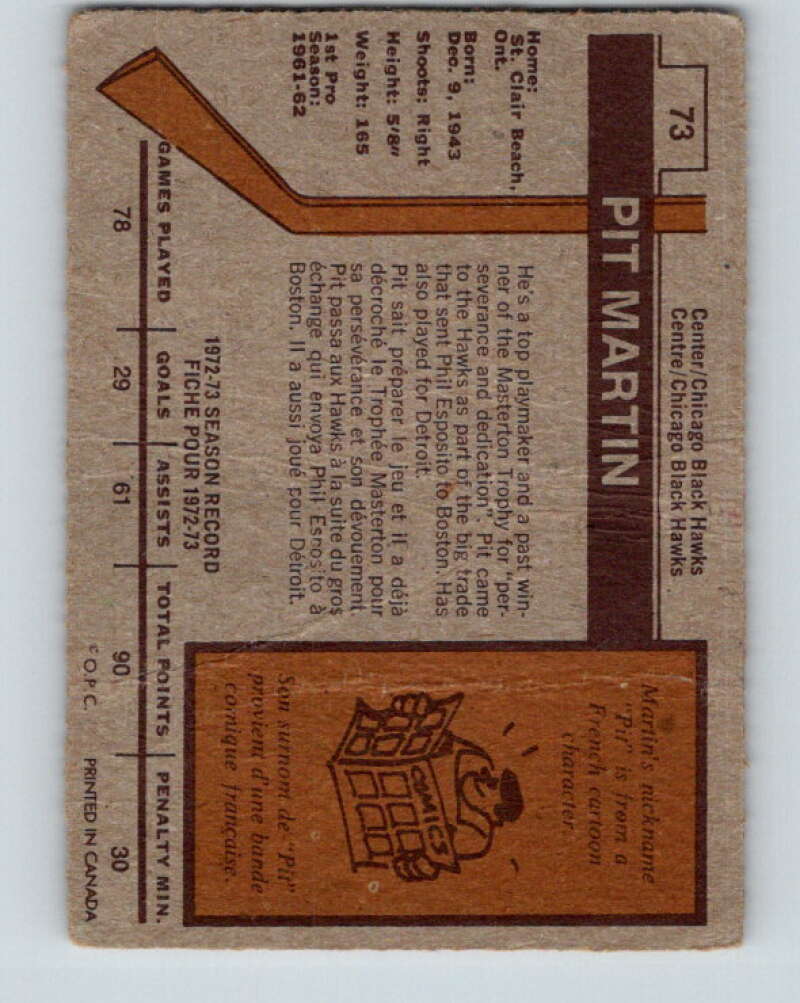 73
Center/Chicago Black Hawks
Centre/Chicago Black Hawks
PIT MARTIN
Home:
St. Clair Beach,
Ont.
Born:
Dec. 9, 1943
Shoots: Right
Height: 5'8"
Weight: 165
1st Pro
Season:
1961-62
He's a top playmaker and a past win-
ner of the Masterton Trophy for "per-
severance and dedication". Pit came
to the Hawks as part of the big trade
that sent Phil Esposito to Boston. Has
also played for Detroit.
Pit sait préparer le jeu et il a déjà
décroché le Trophée Masterton pour
sa persévérance et son dévouement.
Pit passa aux Hawks à la suite du gros
échange qui envoya Phil Esposito à
Boston. Il a aussi joué pour Détroit.
Martin's nickname
"Pit" is from a
French cartoon
character.
COMICS
Son surnom de "Pit"
provient d'une bande
comique française.
1972-73 SEASON RECORD
FICHE POUR 1972-73
GAMES PLAYED GOALS ASSISTS TOTAL POINTS PENALTY MIN.
78 29 61 90 30
© O.P.C. PRINTED IN CANADA